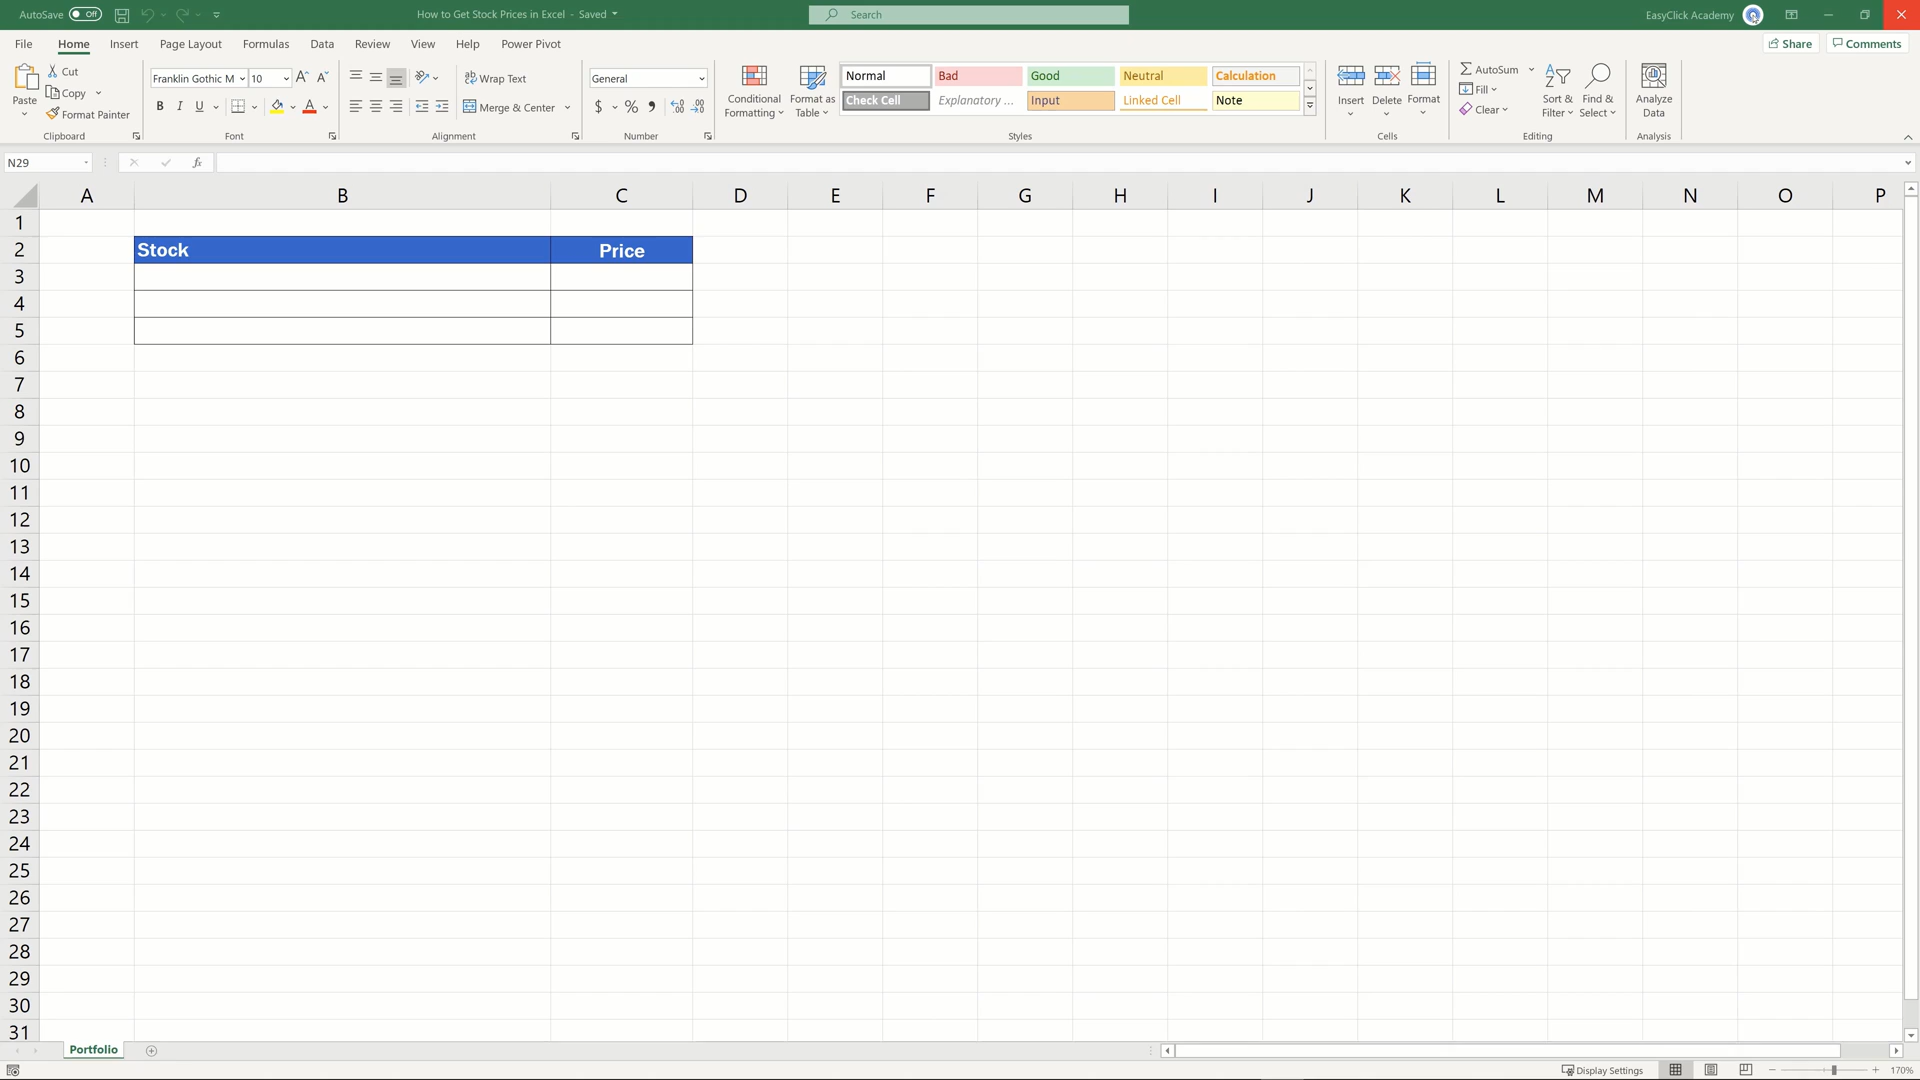 AutoSave Off How to Get Stock Prices in Excel - Saved Search EasyClick Academy
File Home Insert Page Layout Formulas Data Review View Help Power Pivot Share Comments
Paste Cut Copy Format Painter Clipboard
Franklin Gothic M 10 B I U A Font
Wrap Text Merge & Center Alignment
General $ % Number
Conditional Formatting Format as Table
Normal Bad Good Neutral Calculation
Check Cell Explanatory ... Input Linked Cell Note
Styles
Insert Delete Format Cells
AutoSum Fill Clear Sort & Filter Find & Select Editing
Analyze Data Analysis
N29 fx
A B C D E F G H I J K L M N O P
1
2 Stock Price
3
4
5
6
7
8
9
10
11
12
13
14
15
16
17
18
19
20
21
22
23
24
25
26
27
28
29
30
31
Portfolio
Display Settings 170%